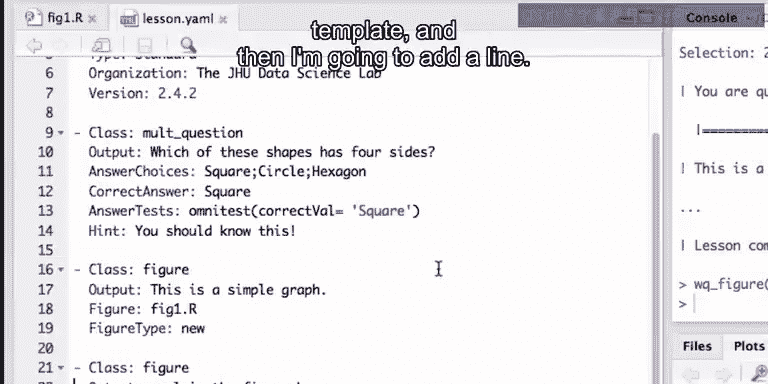 fig1.R
lesson.yaml
Console
template, and
then I'm going to add a line.
6 Organization: The JHU Data Science Lab
7 Version: 2.4.2
8
9 - Class: mult_question
10 Output: Which of these shapes has four sides?
11 AnswerChoices: Square;Circle;Hexagon
12 CorrectAnswer: Square
13 AnswerTests: omnitest(correctVal= 'Square')
14 Hint: You should know this!
15
16 - Class: figure
17 Output: This is a simple graph.
18 Figure: fig1.R
19 FigureType: new
20
21 - Class: figure
Selection: 2
| You are qu
|=========
| This is a
...
| Lesson com
> wq_figure(
>
Files Plots